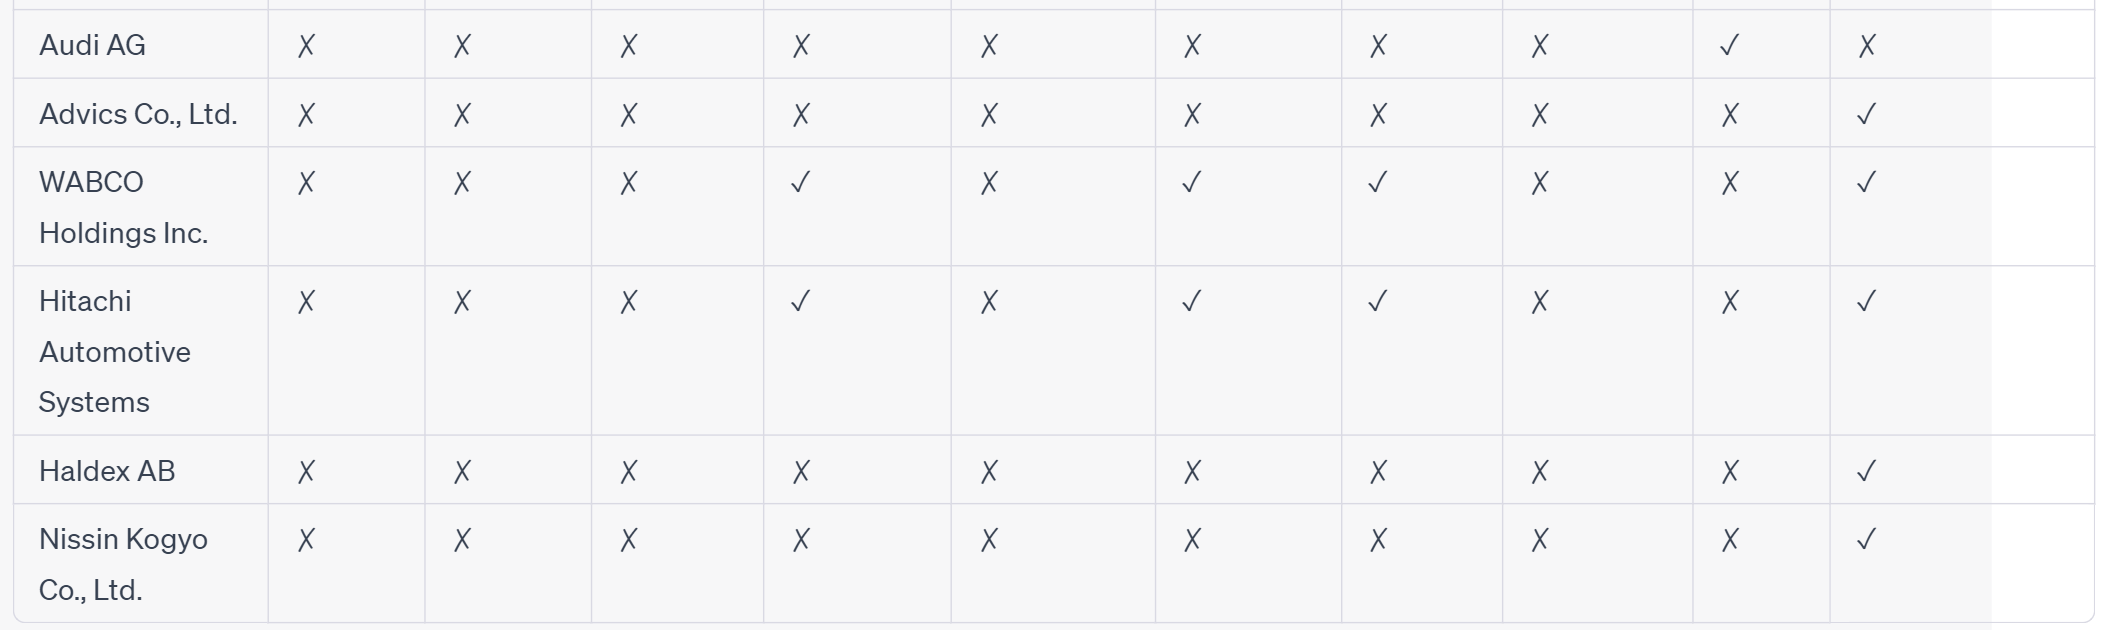 Audi AG ✗ ✗ ✗ ✗ ✗ ✗ ✗ ✗ ✓ ✗
Advics Co., Ltd. ✗ ✗ ✗ ✗ ✗ ✗ ✗ ✗ ✗ ✓
WABCO ✗ ✗ ✗ ✓ ✗ ✓ ✓ ✗ ✗ ✓
Holdings Inc.
Hitachi ✗ ✗ ✗ ✓ ✗ ✓ ✓ ✗ ✗ ✓
Automotive
Systems
Haldex AB ✗ ✗ ✗ ✗ ✗ ✗ ✗ ✗ ✗ ✓
Nissin Kogyo ✗ ✗ ✗ ✗ ✗ ✗ ✗ ✗ ✗ ✓
Co., Ltd.